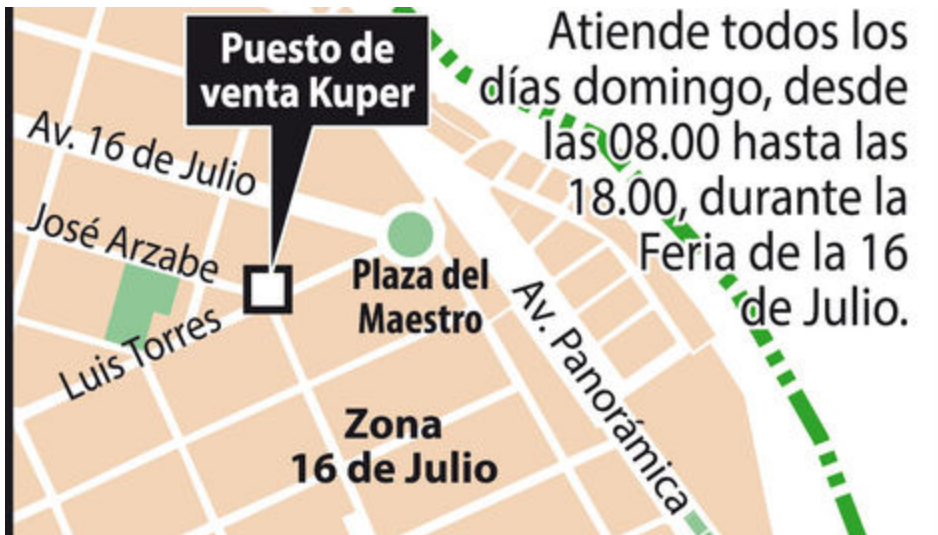 Puesto de
venta Kuper
Atiende todos los
días domingo, desde
las 08.00 hasta las
18.00, durante la
Feria de la 16
de Julio.
Av. 16 de Julio
José Arzabe
Luis Torres
Plaza del
Maestro
Av. Panorámica
Zona
16 de Julio